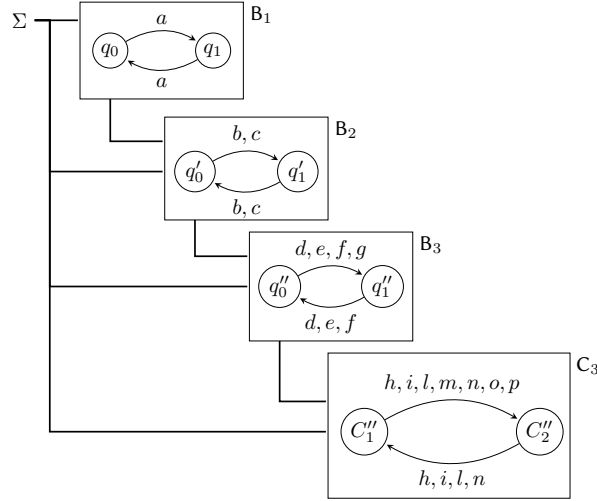 Σ
B₁
a
q₀ q₁
a
B₂
b, c
q′₀ q′₁
b, c
B₃
d, e, f, g
q″₀ q″₁
d, e, f
C₃
h, i, l, m, n, o, p
C″₁ C″₂
h, i, l, n